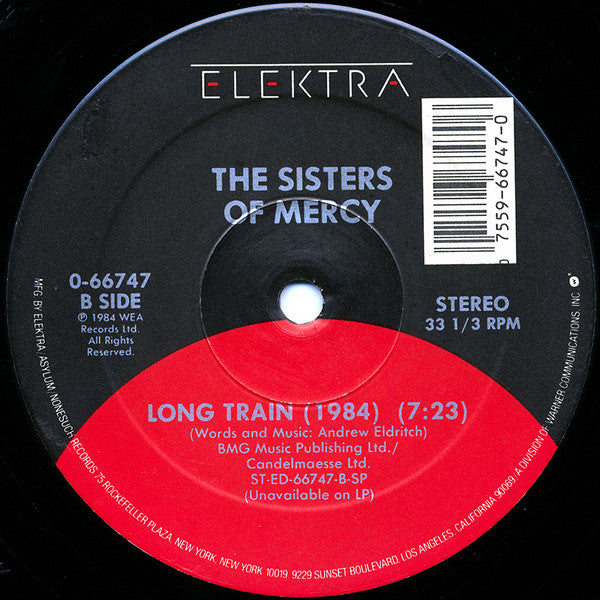 ELEKTRA
THE SISTERS
OF MERCY
0-66747
B SIDE
℗ 1984 WEA
Records Ltd.
All Rights
Reserved.
0 7559-66747-0
STEREO
33 1/3 RPM
LONG TRAIN (1984) (7:23)
(Words and Music: Andrew Eldritch)
BMG Music Publishing Ltd./
Candelmaesse Ltd.
ST-ED-66747-B-SP
(Unavailable on LP)
MFG. BY ELEKTRA/ASYLUM/NONESUCH RECORDS 75 ROCKEFELLER PLAZA, NEW YORK, NEW YORK 10019. 9229 SUNSET BOULEVARD, LOS ANGELES, CALIFORNIA 90069. A DIVISION OF WARNER COMMUNICATIONS, INC.